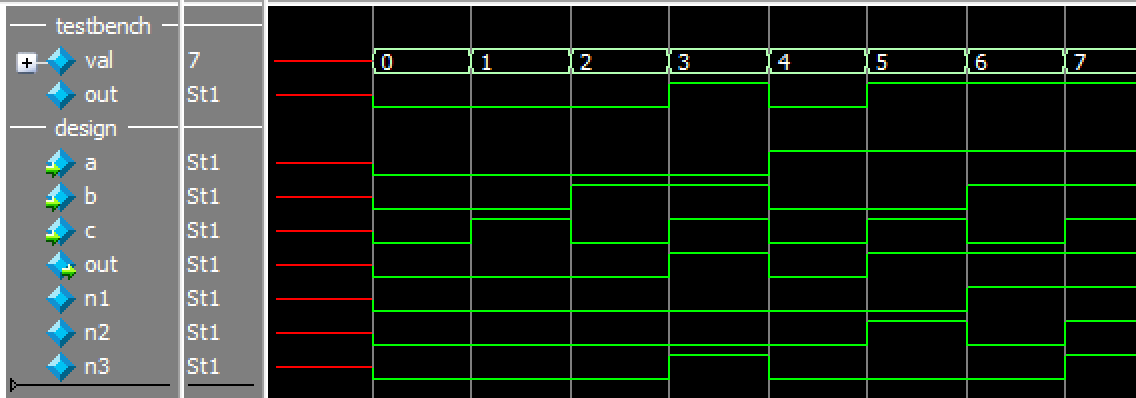 testbench
val 7 0 1 2 3 4 5 6 7
out St1
design
a St1
b St1
c St1
out St1
n1 St1
n2 St1
n3 St1